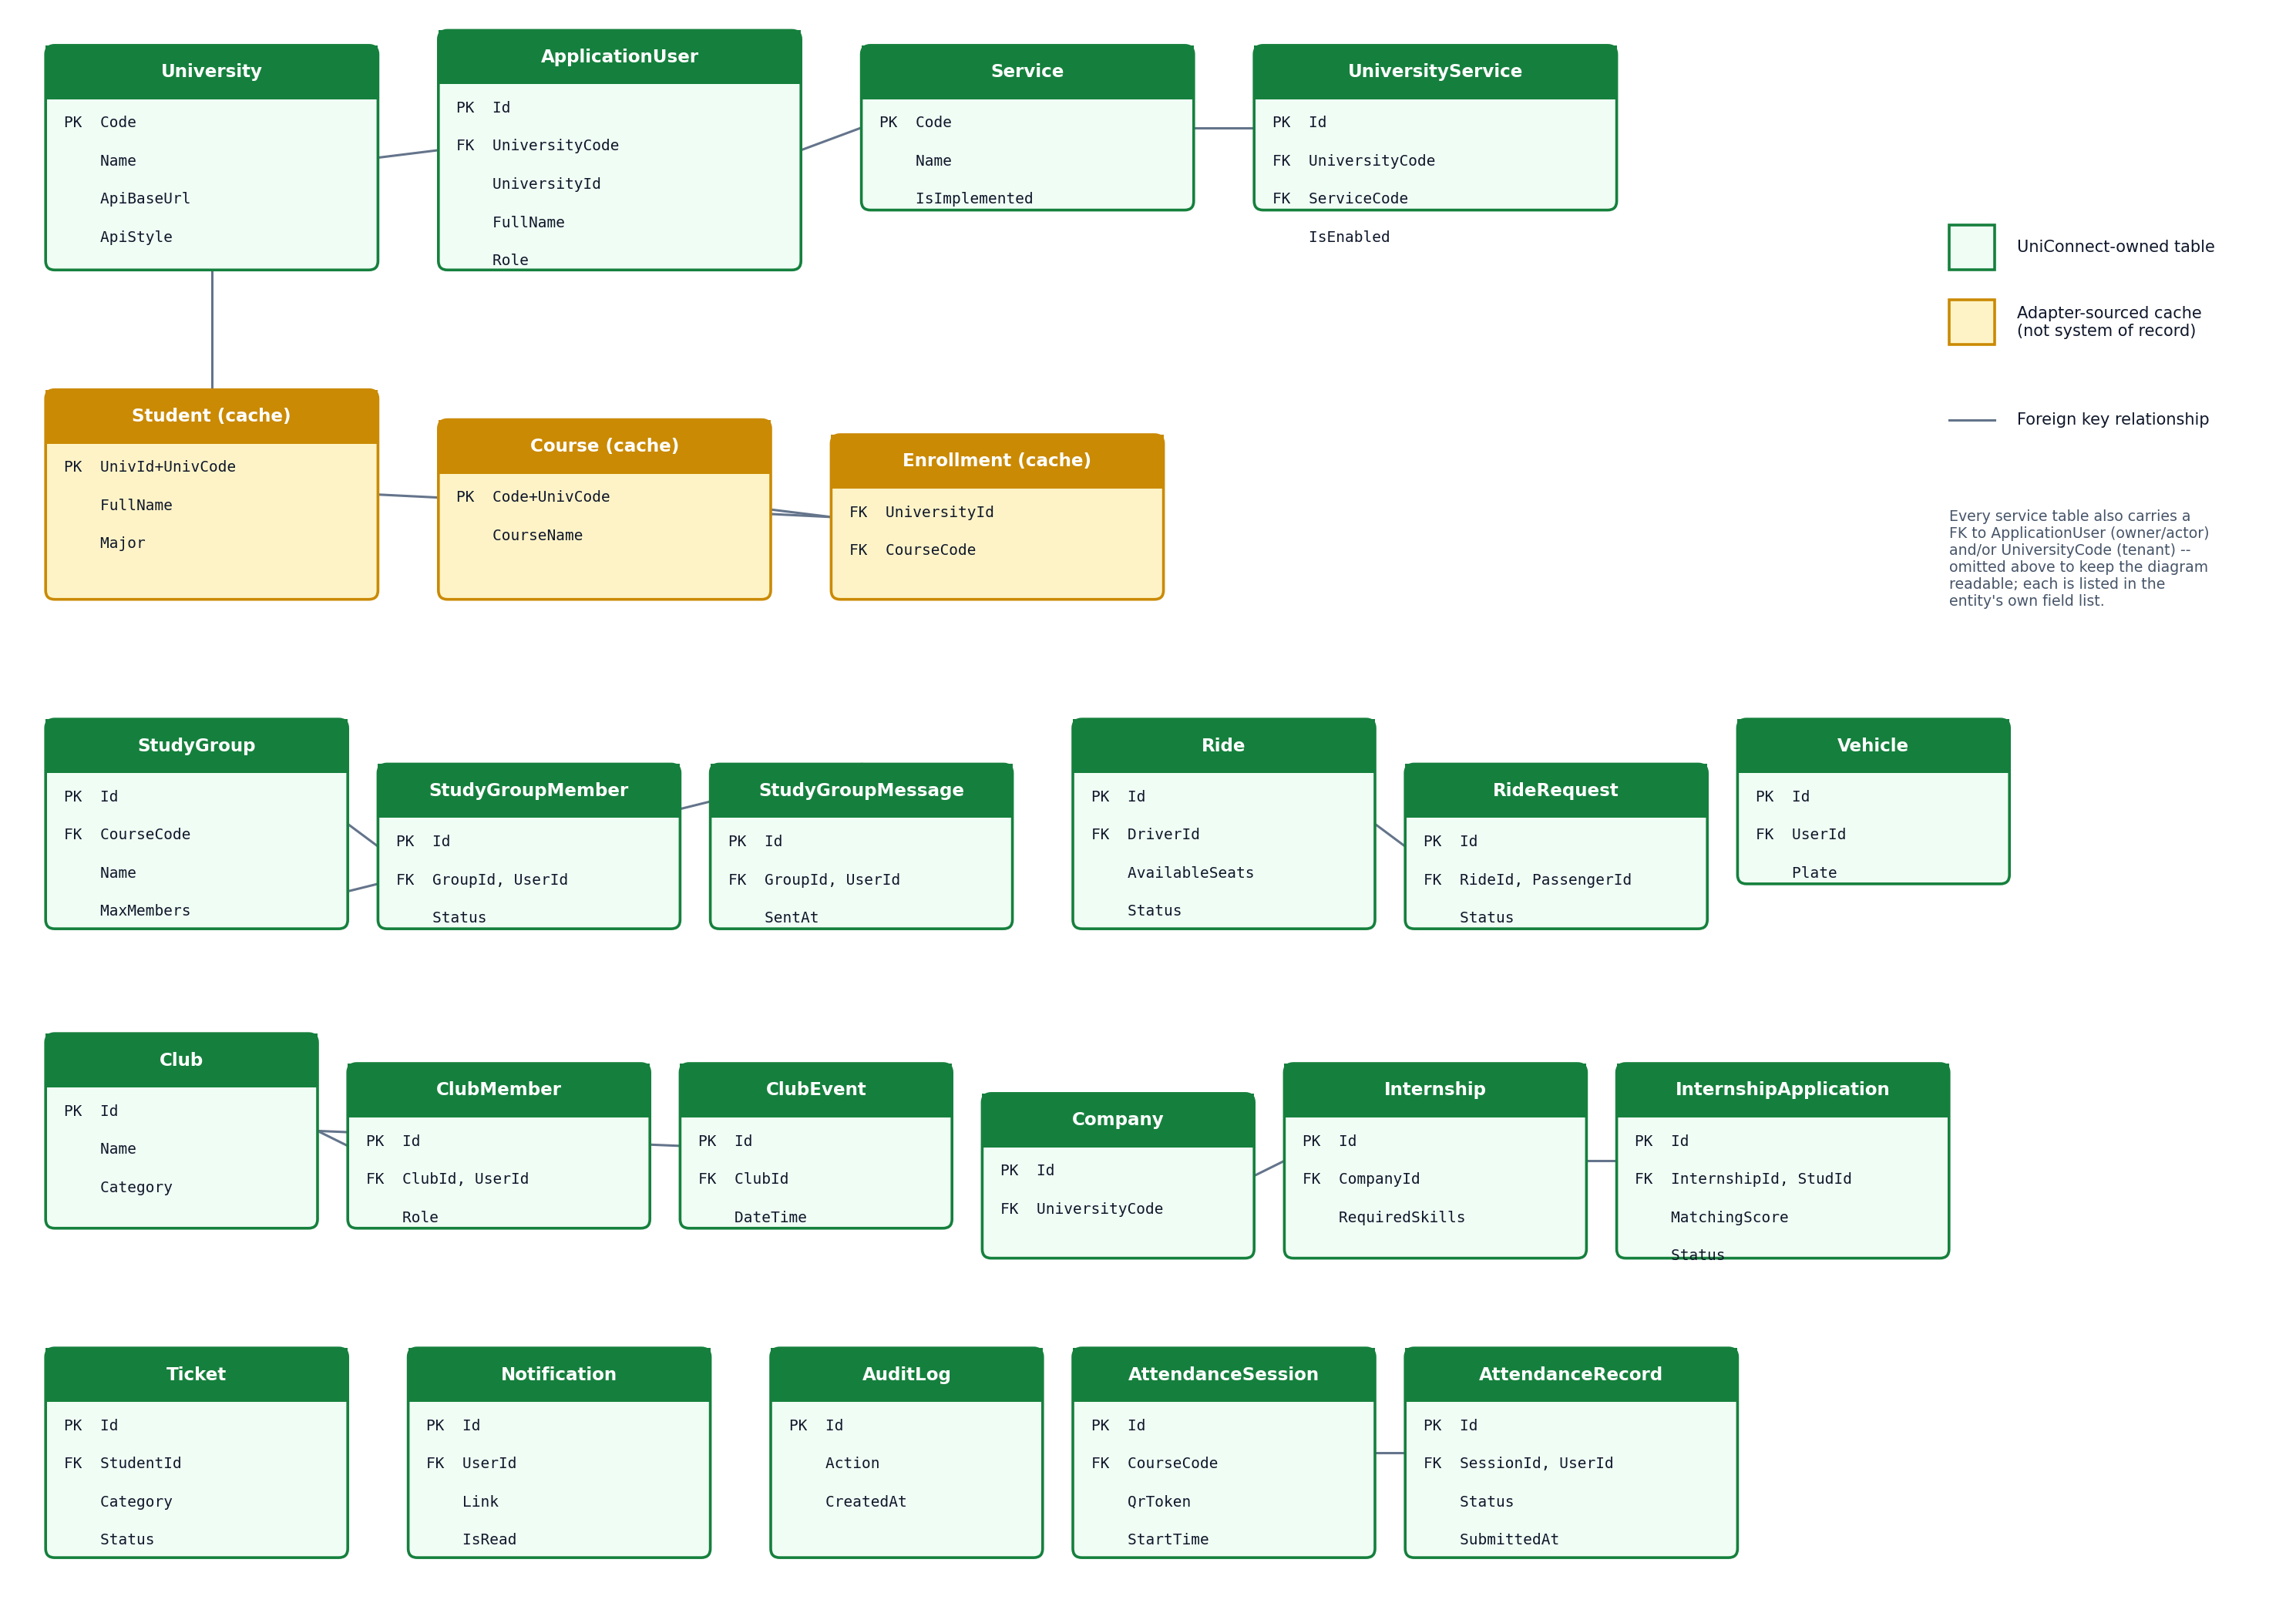 University
PK Code
Name
ApiBaseUrl
ApiStyle
ApplicationUser
PK Id
FK UniversityCode
UniversityId
FullName
Role
Service
PK Code
Name
IsImplemented
UniversityService
PK Id
FK UniversityCode
FK ServiceCode
IsEnabled
UniConnect-owned table
Adapter-sourced cache
(not system of record)
Foreign key relationship
Every service table also carries a
FK to ApplicationUser (owner/actor)
and/or UniversityCode (tenant) --
omitted above to keep the diagram
readable; each is listed in the
entity's own field list.
Student (cache)
PK UnivId+UnivCode
FullName
Major
Course (cache)
PK Code+UnivCode
CourseName
Enrollment (cache)
FK UniversityId
FK CourseCode
StudyGroup
PK Id
FK CourseCode
Name
MaxMembers
StudyGroupMember
PK Id
FK GroupId, UserId
Status
StudyGroupMessage
PK Id
FK GroupId, UserId
SentAt
Ride
PK Id
FK DriverId
AvailableSeats
Status
RideRequest
PK Id
FK RideId, PassengerId
Status
Vehicle
PK Id
FK UserId
Plate
Club
PK Id
Name
Category
ClubMember
PK Id
FK ClubId, UserId
Role
ClubEvent
PK Id
FK ClubId
DateTime
Company
PK Id
FK UniversityCode
Internship
PK Id
FK CompanyId
RequiredSkills
InternshipApplication
PK Id
FK InternshipId, StudId
MatchingScore
Status
Ticket
PK Id
FK StudentId
Category
Status
Notification
PK Id
FK UserId
Link
IsRead
AuditLog
PK Id
Action
CreatedAt
AttendanceSession
PK Id
FK CourseCode
QrToken
StartTime
AttendanceRecord
PK Id
FK SessionId, UserId
Status
SubmittedAt